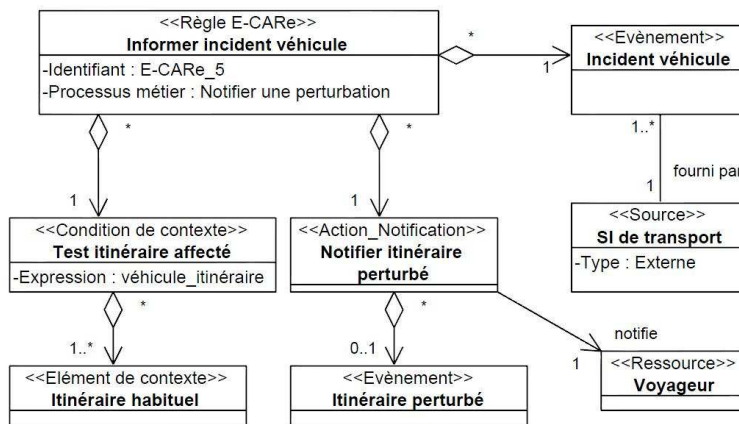 <<Règle E-CARe>>
Informer incident véhicule
-Identifiant : E-CARe_5
-Processus métier : Notifier une perturbation
*
1
<<Evènement>>
Incident véhicule
*
1
*
1
1..*
1
fourni par
<<Condition de contexte>>
Test itinéraire affecté
-Expression : véhicule_itinéraire
<<Action_Notification>>
Notifier itinéraire
perturbé
<<Source>>
SI de transport
-Type : Externe
*
1..*
*
0..1
notifie
1
<<Elément de contexte>>
Itinéraire habituel
<<Evènement>>
Itinéraire perturbé
<<Ressource>>
Voyageur